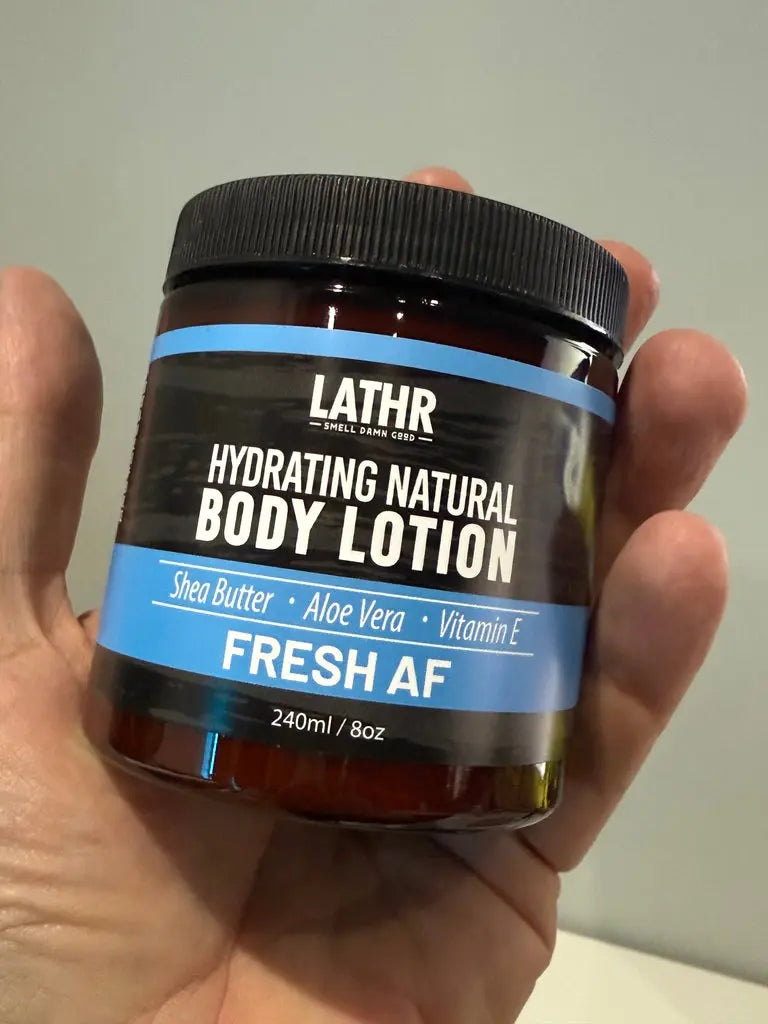 LATHR
SMELL DAMN GOOD
HYDRATING NATURAL
BODY LOTION
Shea Butter • Aloe Vera • Vitamin E
FRESH AF
240ml / 8oz